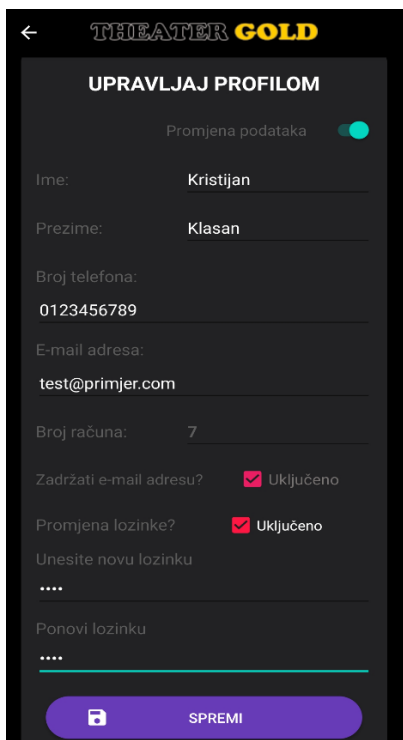 THEATER GOLD
UPRAVLJAJ PROFILOM
Promjena podataka
Ime: Kristijan
Prezime: Klasan
Broj telefona:
0123456789
E-mail adresa:
test@primjer.com
Broj računa: 7
Zadržati e-mail adresu? Uključeno
Promjena lozinke? Uključeno
Unesite novu lozinku
••••
Ponovi lozinku
••••
SPREMI